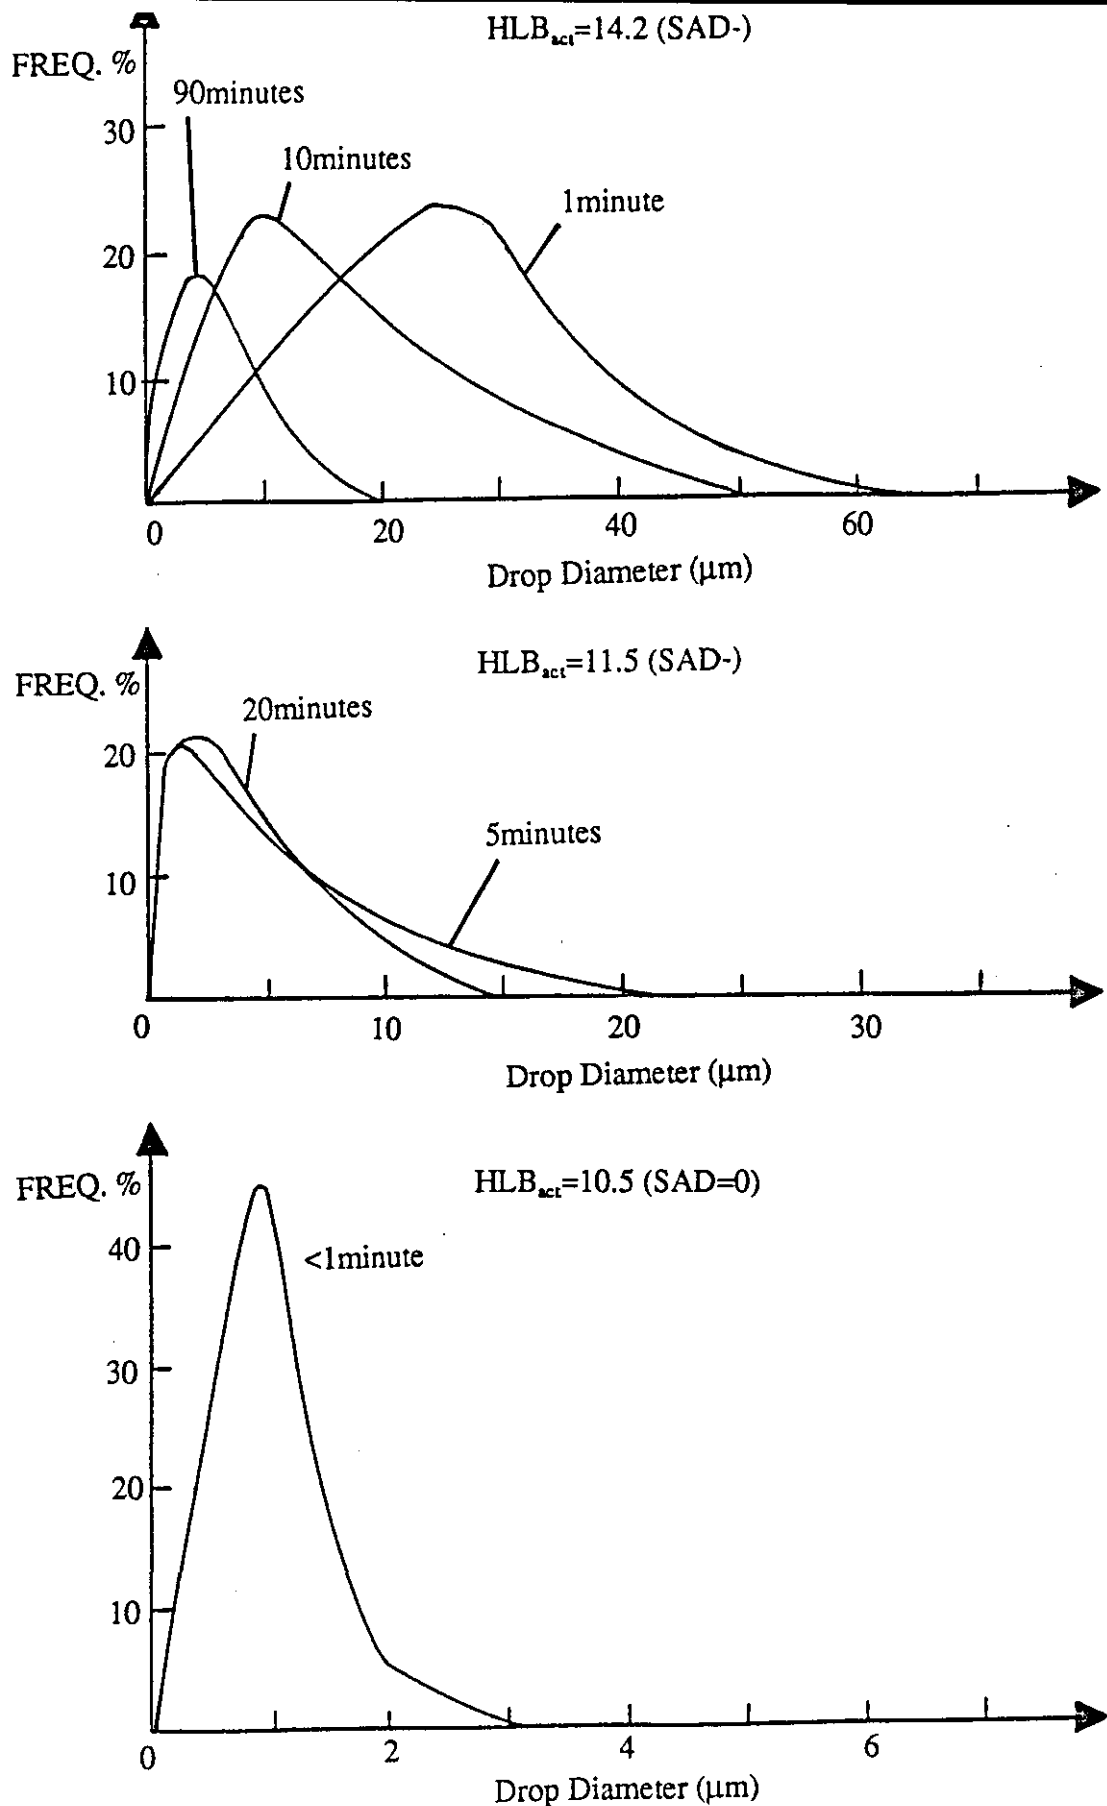 HLBact=14.2 (SAD-)
FREQ. %
90minutes
30
10minutes
1minute
20
10
0 20 40 60
Drop Diameter (µm)
HLBact=11.5 (SAD-)
FREQ. %
20minutes
20
5minutes
10
0 10 20 30
Drop Diameter (µm)
HLBact=10.5 (SAD=0)
FREQ. %
40
<1minute
30
20
10
0 2 4 6
Drop Diameter (µm)